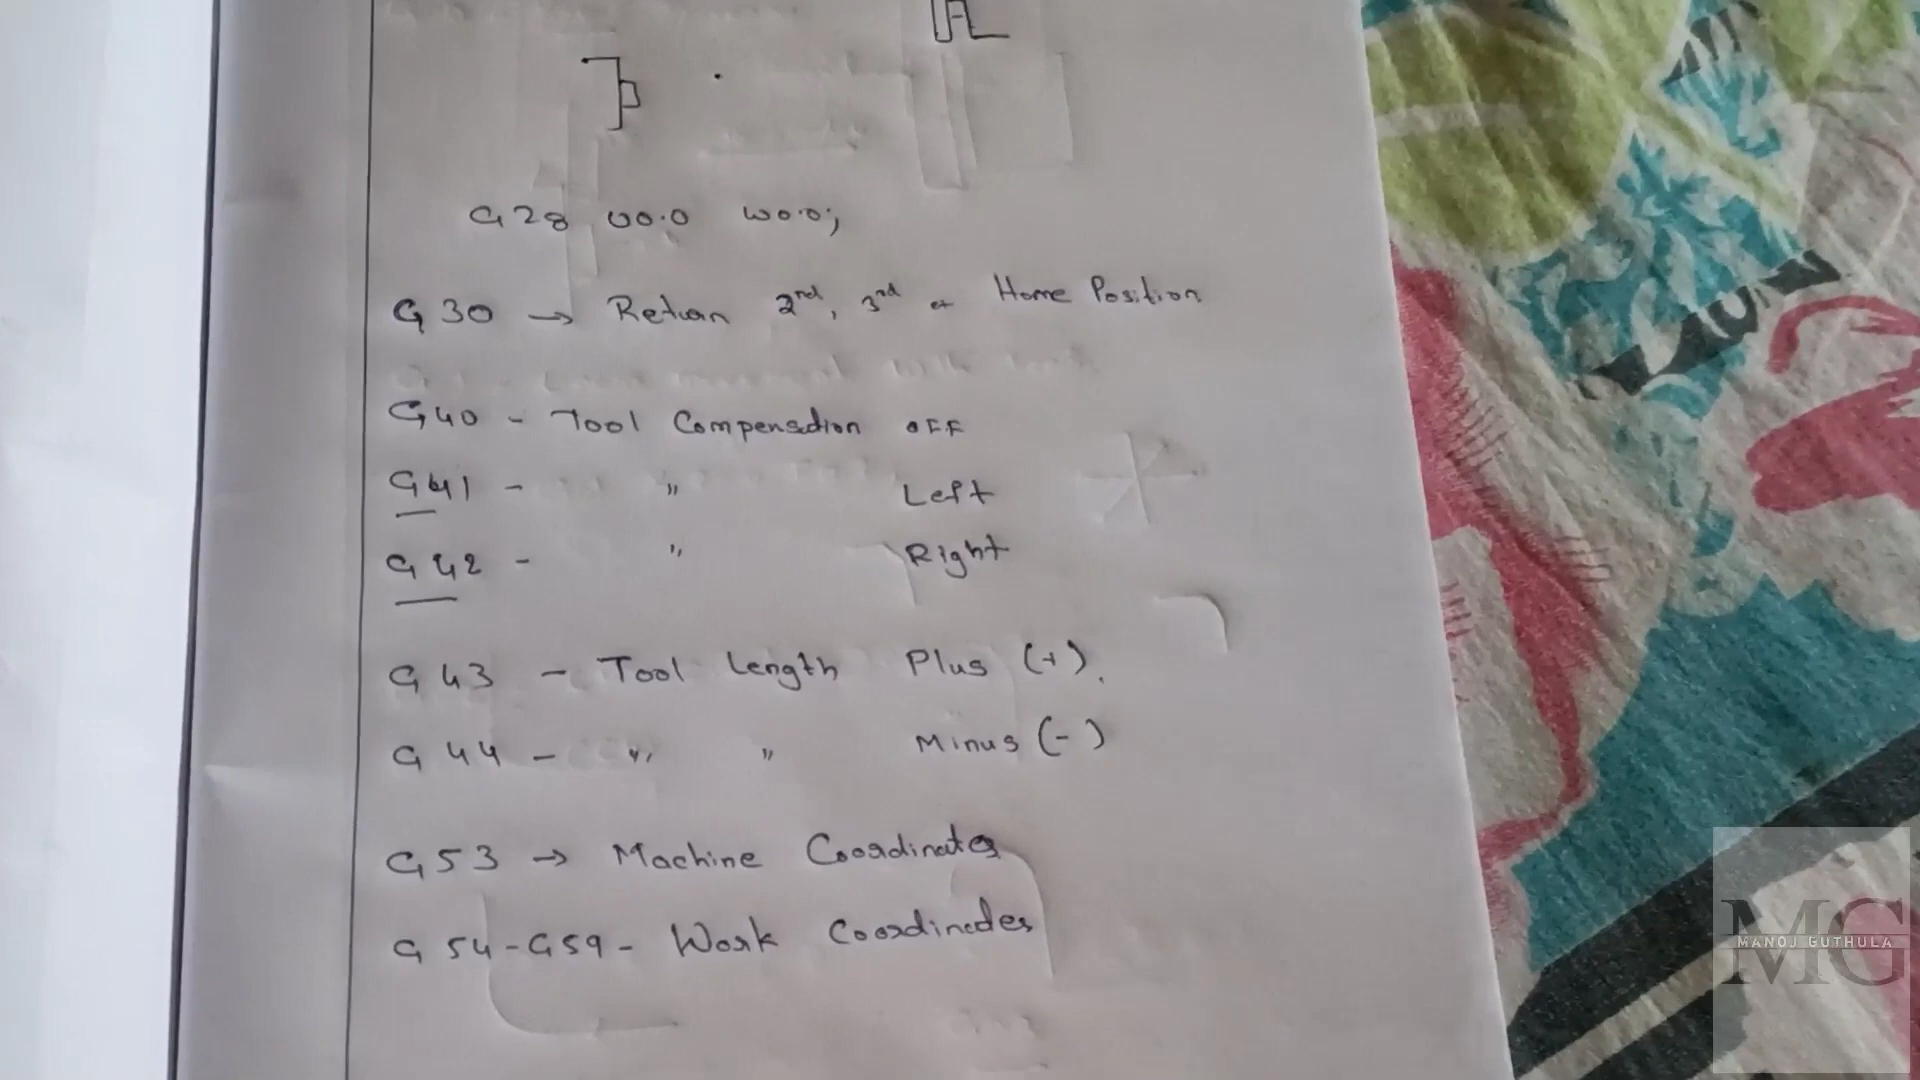 G28 U0.0 W0.0;
G30 → Return 2nd, 3rd or Home Position
G40 - Tool Compensation OFF
G41 - " Left
G42 - " Right
G43 - Tool Length Plus (+).
G44 - " " Minus (-)
G53 → Machine Coordinates
G54-G59 - Work Coordinates
MG
MANOJ GUTHULA